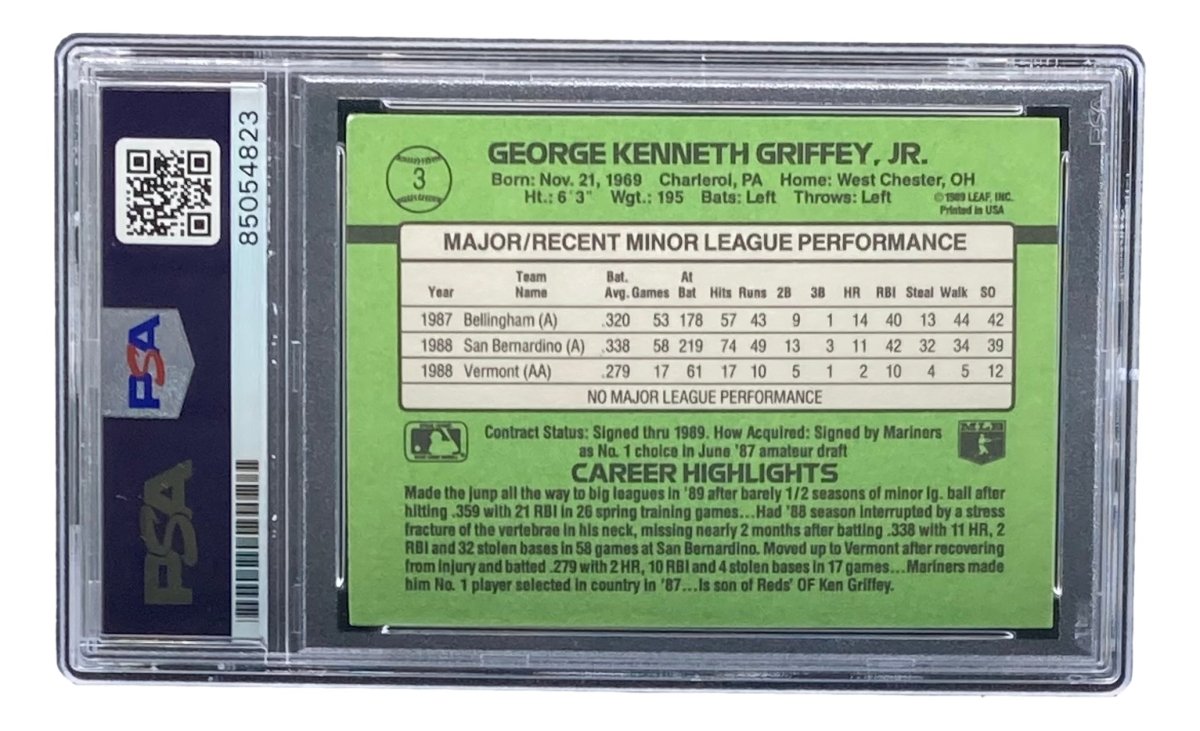 85054823
PSA
PSA
3
GEORGE KENNETH GRIFFEY, JR.
Born: Nov. 21, 1969 Charleroi, PA Home: West Chester, OH
Ht.: 6'3" Wgt.: 195 Bats: Left Throws: Left
©1989 LEAF, INC.
Printed in USA
MAJOR/RECENT MINOR LEAGUE PERFORMANCE
Year Team Name Bat. Avg. Games At Bat Hits Runs 2B 3B HR RBI Steal Walk SO
1987 Bellingham (A) .320 53 178 57 43 9 1 14 40 13 44 42
1988 San Bernardino (A) .338 58 219 74 49 13 3 11 42 32 34 39
1988 Vermont (AA) .279 17 61 17 10 5 1 2 10 4 5 12
NO MAJOR LEAGUE PERFORMANCE
Contract Status: Signed thru 1989. How Acquired: Signed by Mariners
as No. 1 choice in June '87 amateur draft
MLB
CAREER HIGHLIGHTS
Made the junp all the way to big leagues in '89 after barely 1/2 seasons of minor lg. ball after
hitting .359 with 21 RBI in 26 spring training games...Had '88 season interrupted by a stress
fracture of the vertebrae in his neck, missing nearly 2 months after batting .338 with 11 HR, 2
RBI and 32 stolen bases in 58 games at San Bernardino. Moved up to Vermont after recovering
from injury and batted .279 with 2 HR, 10 RBI and 4 stolen bases in 17 games...Mariners made
him No. 1 player selected in country in '87...Is son of Reds' OF Ken Griffey.
PSA